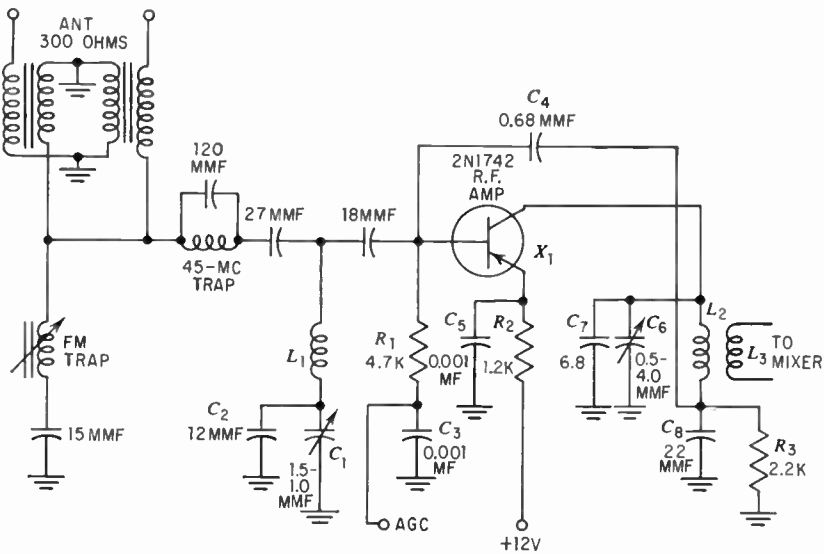 ANT
300 OHMS
C4
0.68 MMF
120
MMF
2N1742
R.F.
AMP
27MMF
18MMF
X1
45-MC
TRAP
FM
TRAP
L1
R1
4.7K
C5
0.001
MF
R2
1.2K
C7
6.8
C6
0.5-
4.0
MMF
L2
L3
TO
MIXER
15 MMF
C2
12MMF
C1
1.5-
1.0
MMF
C3
0.001
MF
C8
22
MMF
R3
2.2K
AGC
+12V